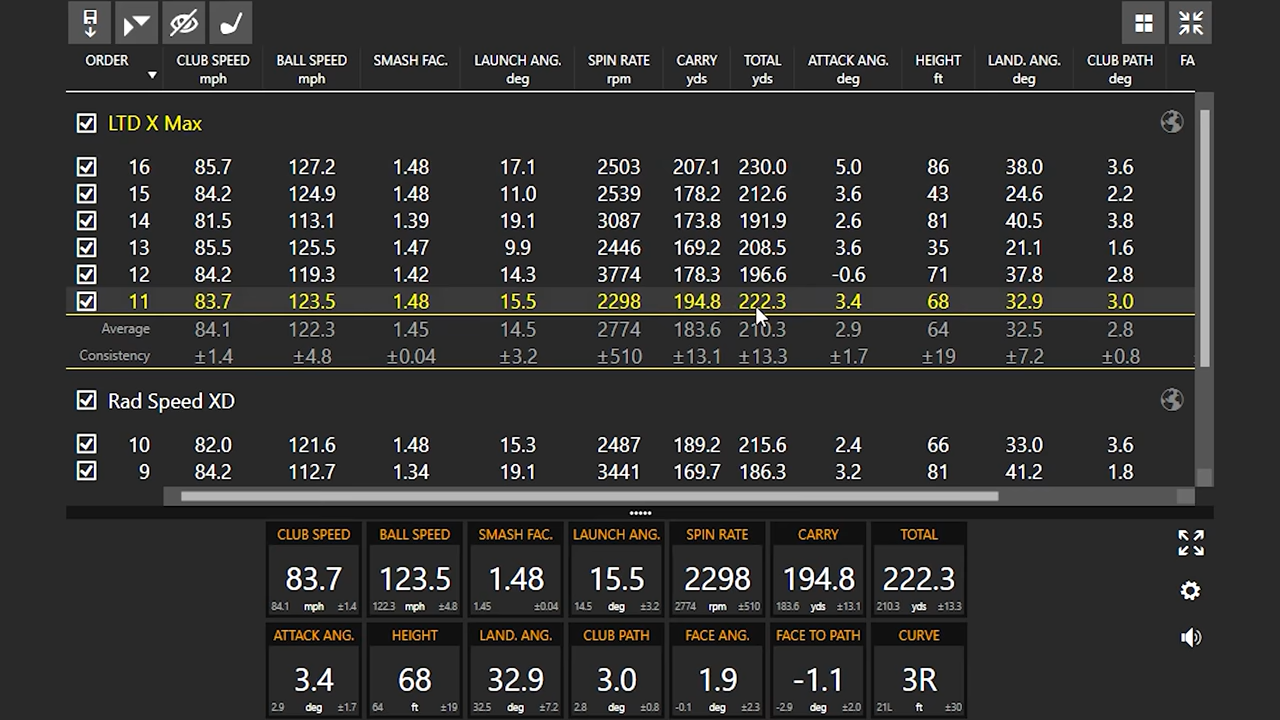 ORDER CLUB SPEED BALL SPEED SMASH FAC. LAUNCH ANG. SPIN RATE CARRY TOTAL ATTACK ANG. HEIGHT LAND. ANG. CLUB PATH FA
mph mph deg rpm yds yds deg ft deg deg
LTD X Max
16 85.7 127.2 1.48 17.1 2503 207.1 230.0 5.0 86 38.0 3.6
15 84.2 124.9 1.48 11.0 2539 178.2 212.6 3.6 43 24.6 2.2
14 81.5 113.1 1.39 19.1 3087 173.8 191.9 2.6 81 40.5 3.8
13 85.5 125.5 1.47 9.9 2446 169.2 208.5 3.6 35 21.1 1.6
12 84.2 119.3 1.42 14.3 3774 178.3 196.6 -0.6 71 37.8 2.8
11 83.7 123.5 1.48 15.5 2298 194.8 222.3 3.4 68 32.9 3.0
Average 84.1 122.3 1.45 14.5 2774 183.6 210.3 2.9 64 32.5 2.8
Consistency ±1.4 ±4.8 ±0.04 ±3.2 ±510 ±13.1 ±13.3 ±1.7 ±19 ±7.2 ±0.8
Rad Speed XD
10 82.0 121.6 1.48 15.3 2487 189.2 215.6 2.4 66 33.0 3.6
9 84.2 112.7 1.34 19.1 3441 169.7 186.3 3.2 81 41.2 1.8
CLUB SPEED BALL SPEED SMASH FAC. LAUNCH ANG. SPIN RATE CARRY TOTAL
83.7 123.5 1.48 15.5 2298 194.8 222.3
84.1 mph ±1.4 122.3 mph ±4.8 1.45 ±0.04 14.5 deg ±3.2 2774 rpm ±510 183.6 yds ±13.1 210.3 yds ±13.3
ATTACK ANG. HEIGHT LAND. ANG. CLUB PATH FACE ANG. FACE TO PATH CURVE
3.4 68 32.9 3.0 1.9 -1.1 3R
2.9 deg ±1.7 64 ft ±19 32.5 deg ±7.2 2.8 deg ±0.8 -0.1 deg ±2.3 -2.9 deg ±2.0 21L ft ±30